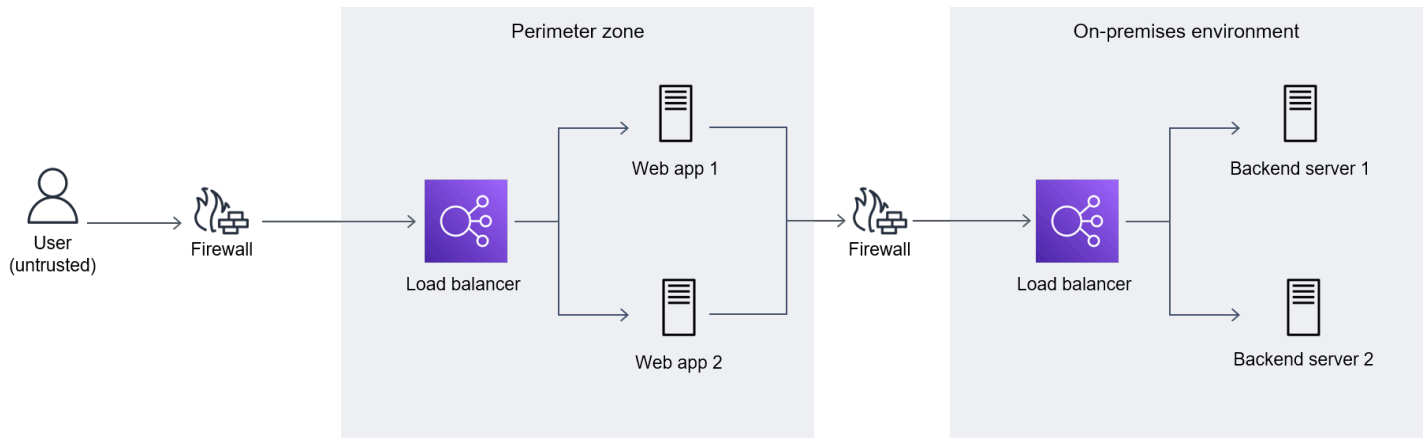 Perimeter zone
On-premises environment
Web app 1
Backend server 1
User
(untrusted)
Firewall
Load balancer
Firewall
Load balancer
Web app 2
Backend server 2